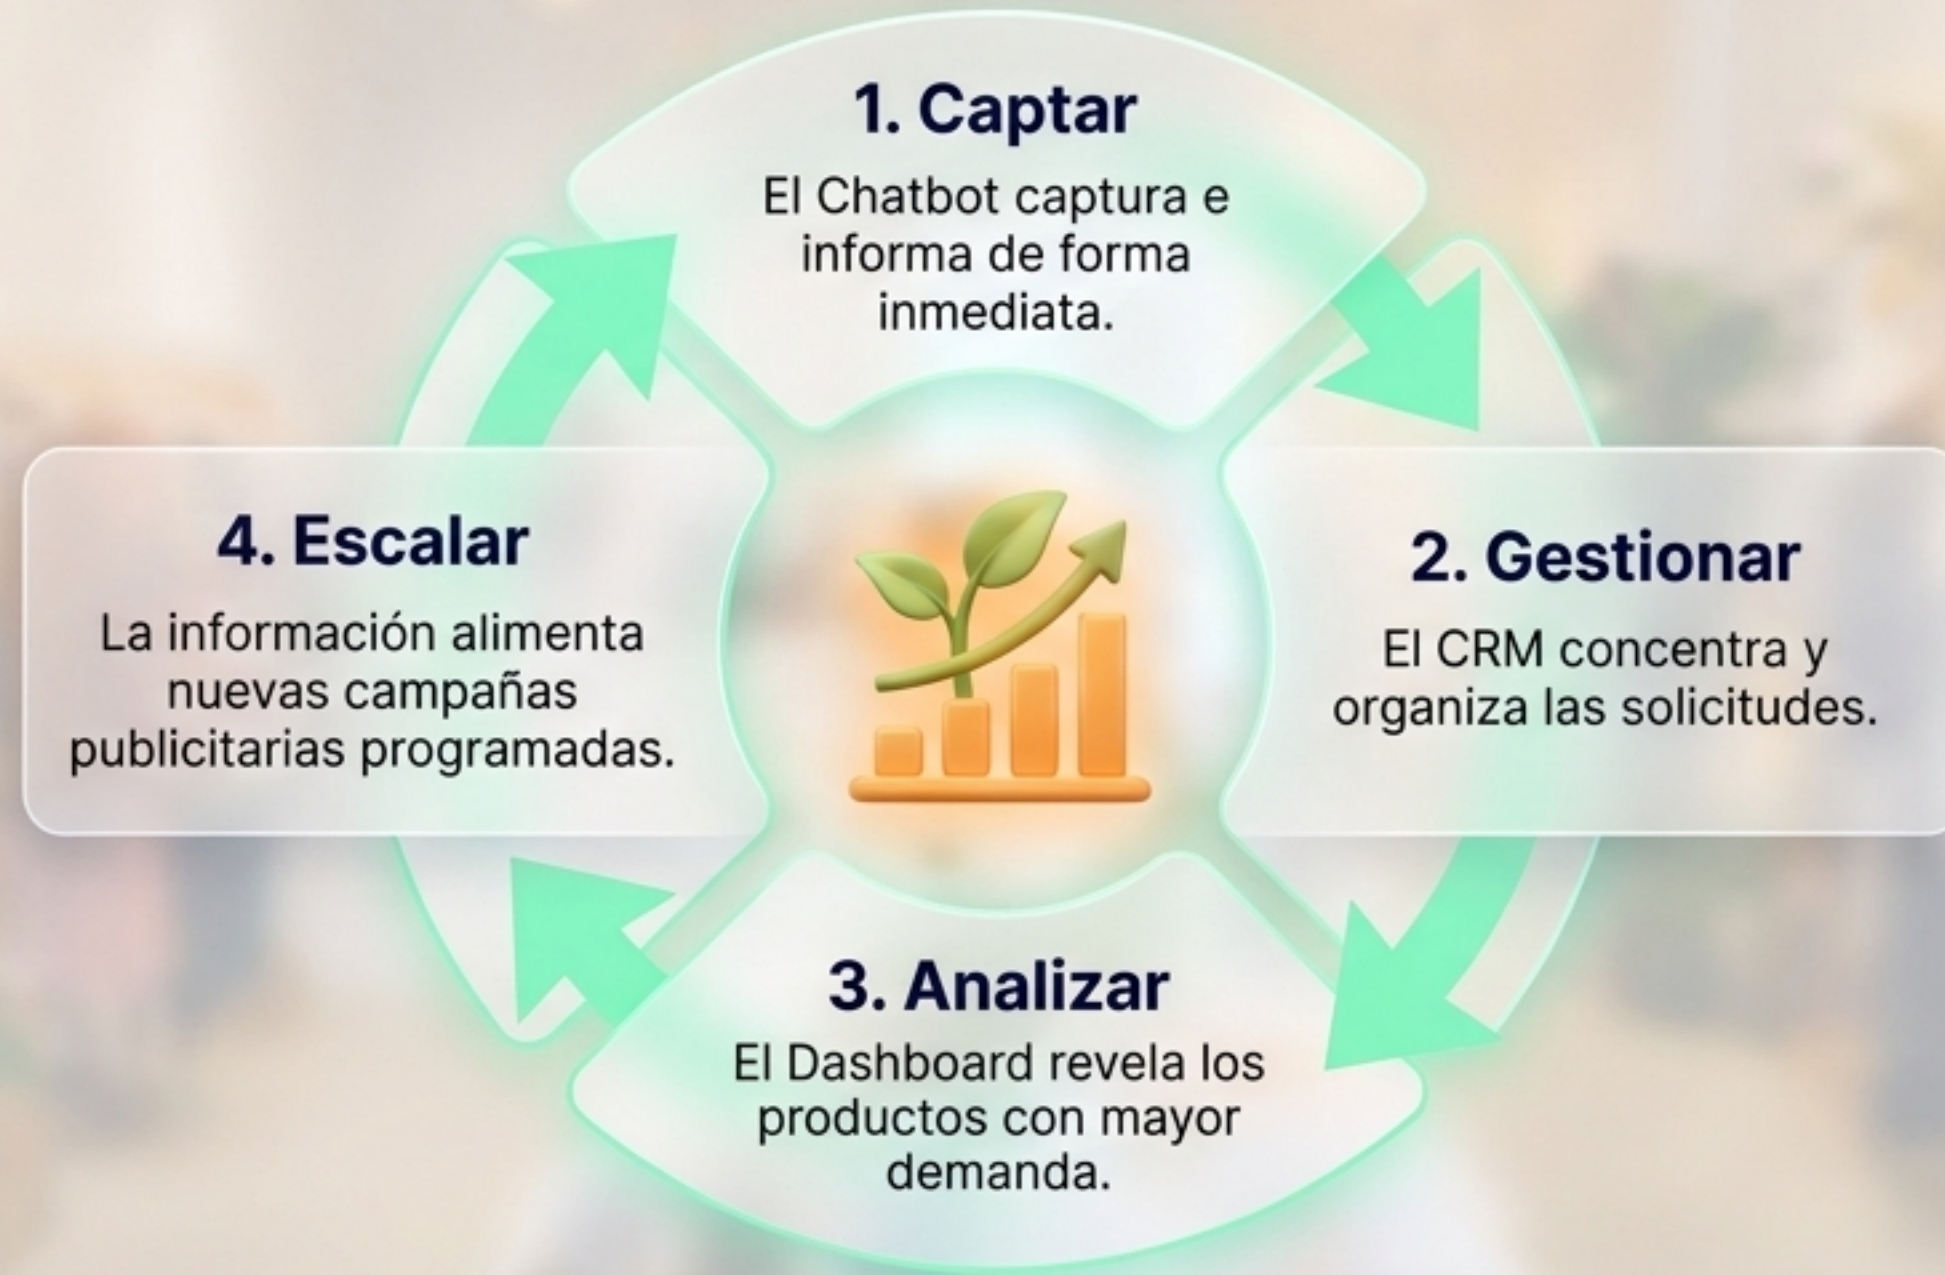 1. Captar
El Chatbot captura e
informa de forma
inmediata.
2. Gestionar
El CRM concentra y
organiza las solicitudes.
3. Analizar
El Dashboard revela los
productos con mayor
demanda.
4. Escalar
La información alimenta
nuevas campañas
publicitarias programadas.